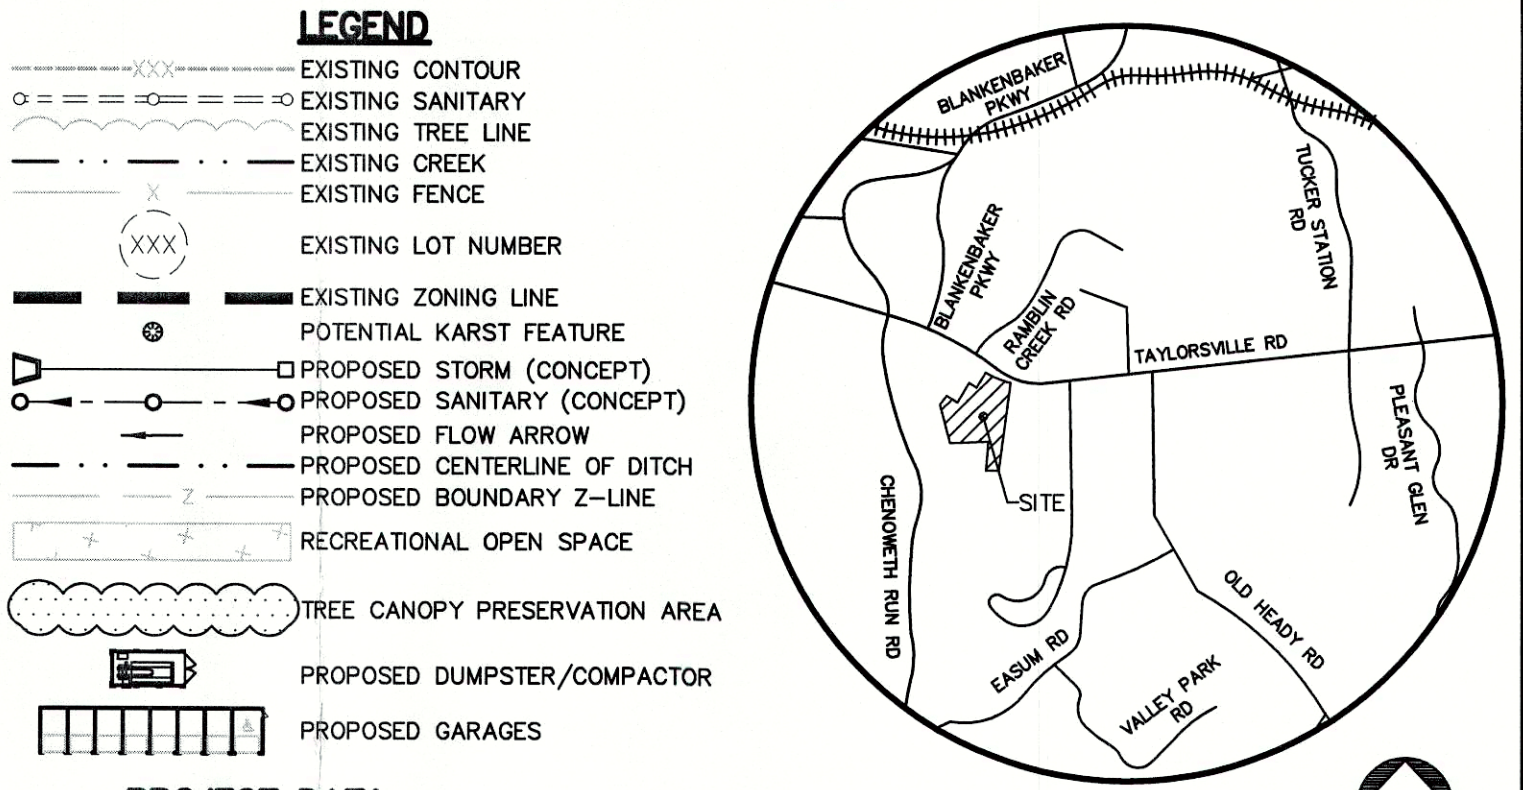 LEGEND
XXX EXISTING CONTOUR
EXISTING SANITARY
EXISTING TREE LINE
EXISTING CREEK
X EXISTING FENCE
XXX EXISTING LOT NUMBER
EXISTING ZONING LINE
POTENTIAL KARST FEATURE
PROPOSED STORM (CONCEPT)
PROPOSED SANITARY (CONCEPT)
PROPOSED FLOW ARROW
PROPOSED CENTERLINE OF DITCH
Z PROPOSED BOUNDARY Z-LINE
RECREATIONAL OPEN SPACE
TREE CANOPY PRESERVATION AREA
PROPOSED DUMPSTER/COMPACTOR
PROPOSED GARAGES
BLANKENBAKER
PKWY
TUCKER STATION
RD
BLANKENBAKER
PKWY
RAMBLIN
CREEK RD
TAYLORSVILLE RD
PLEASANT GLEN
DR
SITE
CHENOWETH RUN RD
OLD HEADY RD
EASUM RD
VALLEY PARK
RD